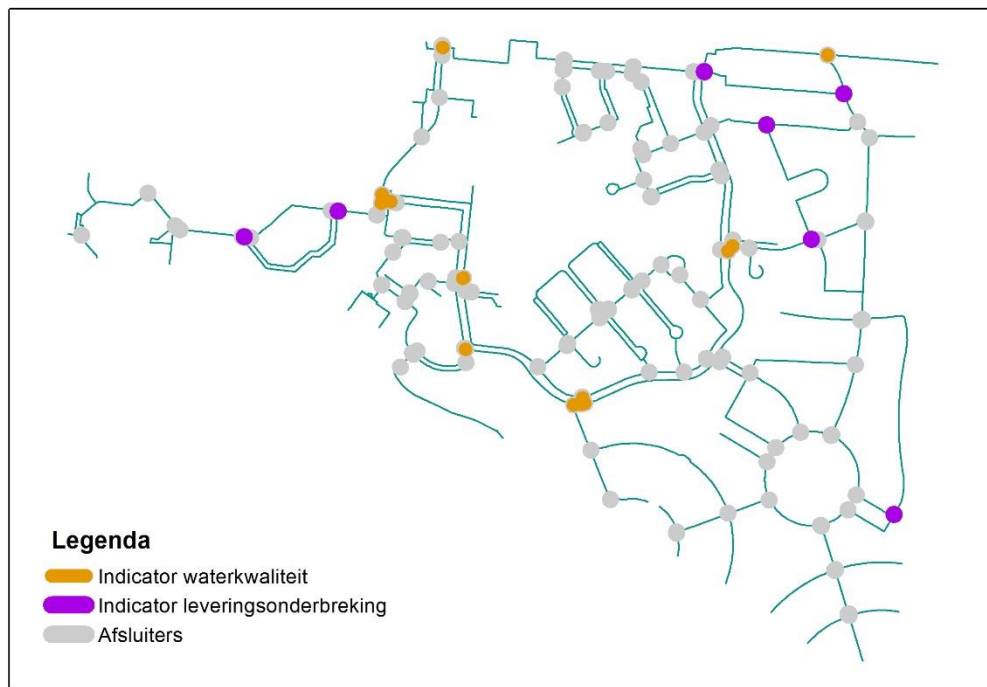 Legenda
Indicator waterkwaliteit
Indicator leveringsonderbreking
Afsluiters